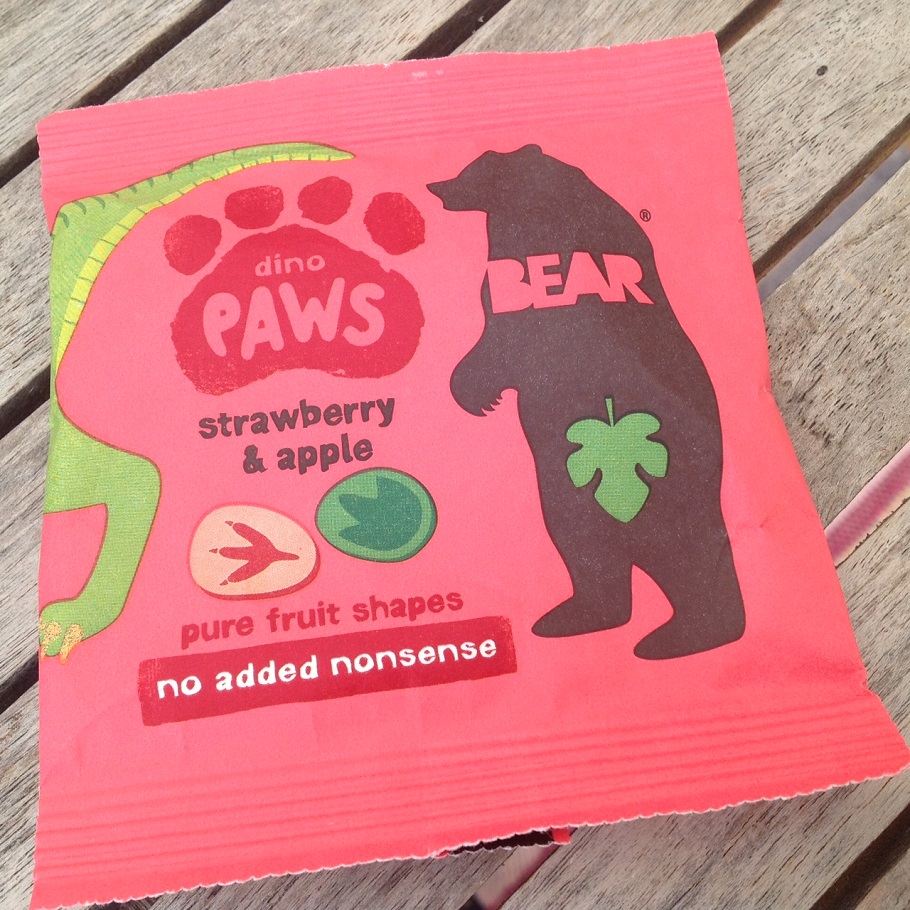 dino
PAWS
BEAR
®
strawberry
& apple
pure fruit shapes
no added nonsense